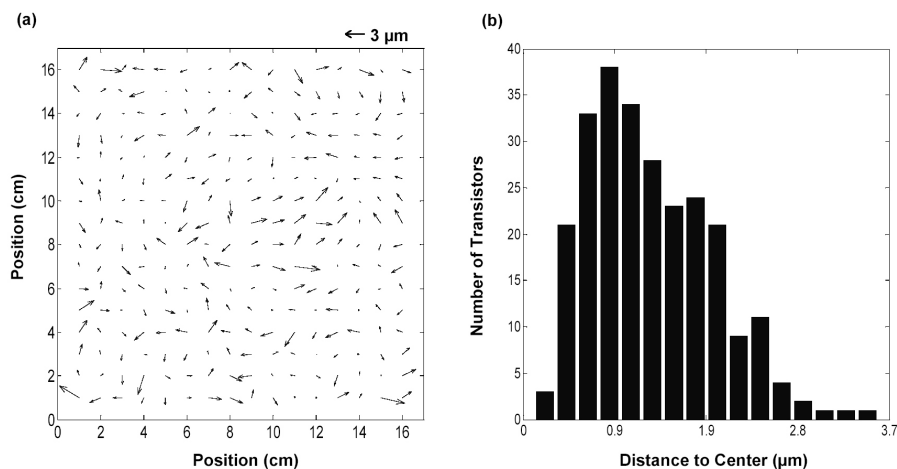 (a)
3 µm
16
14
12
10
8
6
4
2
0
0 2 4 6 8 10 12 14 16
Position (cm)
Position (cm)
(b)
40
35
30
25
20
15
10
5
0
0 0.9 1.9 2.8 3.7
Number of Transistors
Distance to Center (µm)